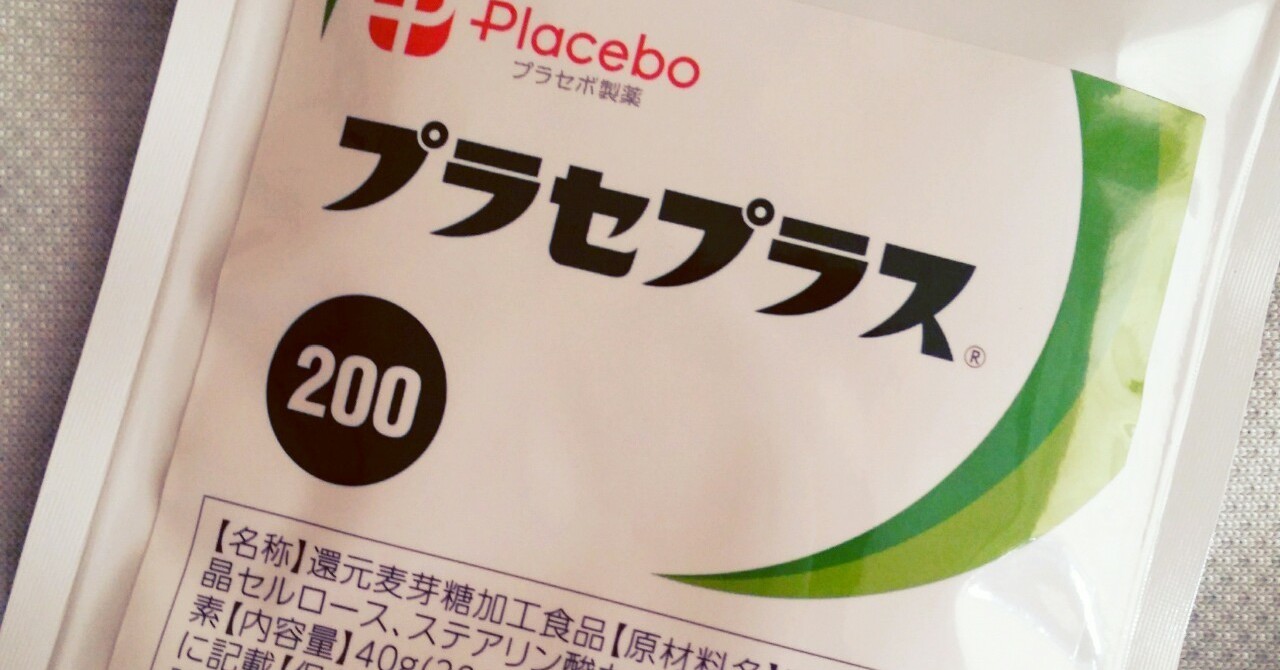 Placebo
プラセボ製薬
プラセプラス®
200
【名称】還元麦芽糖加工食品【原材料名】
晶セルロース、ステアリン酸
素【内容量】40g(20
に記載【